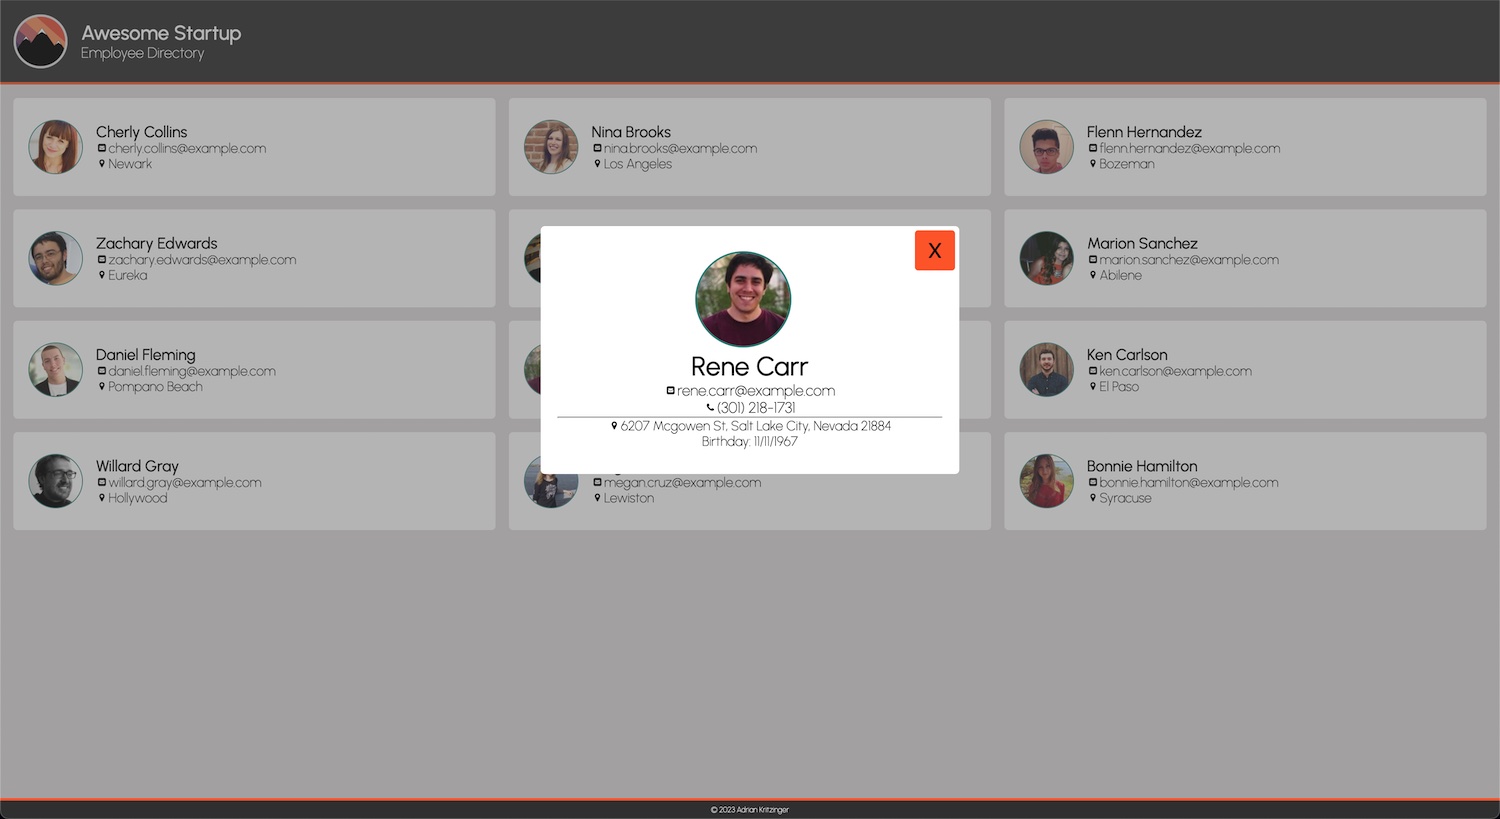 Awesome Startup
Employee Directory
Cherly Collins
cherly.collins@example.com
Newark
Nina Brooks
nina.brooks@example.com
Los Angeles
Flenn Hernandez
flenn.hernandez@example.com
Bozeman
Zachary Edwards
zachary.edwards@example.com
Eureka
Marion Sanchez
marion.sanchez@example.com
Abilene
X
Rene Carr
rene.carr@example.com
(301) 218-1731
6207 Mcgowen St, Salt Lake City, Nevada 21884
Birthday: 11/11/1967
Daniel Fleming
daniel.fleming@example.com
Pompano Beach
Ken Carlson
ken.carlson@example.com
El Paso
Willard Gray
willard.gray@example.com
Hollywood
megan.cruz@example.com
Lewiston
Bonnie Hamilton
bonnie.hamilton@example.com
Syracuse
© 2023 Adrian Kritzinger